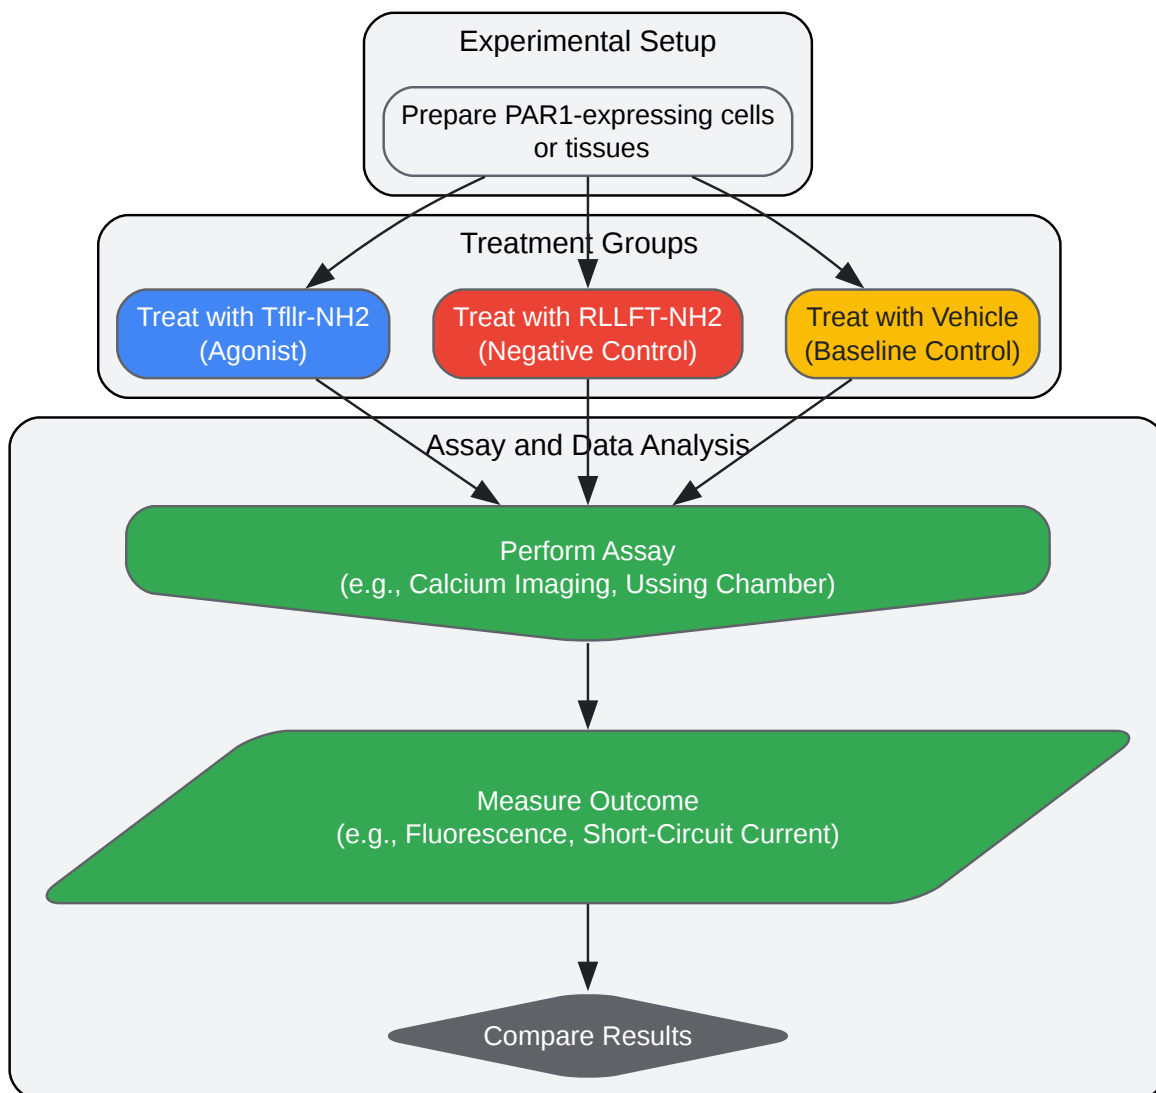 Experimental Setup
Prepare PAR1-expressing cells
or tissues
Treatment Groups
Treat with Tfllr-NH2
(Agonist)
Treat with RLLFT-NH2
(Negative Control)
Treat with Vehicle
(Baseline Control)
Assay and Data Analysis
Perform Assay
(e.g., Calcium Imaging, Ussing Chamber)
Measure Outcome
(e.g., Fluorescence, Short-Circuit Current)
Compare Results